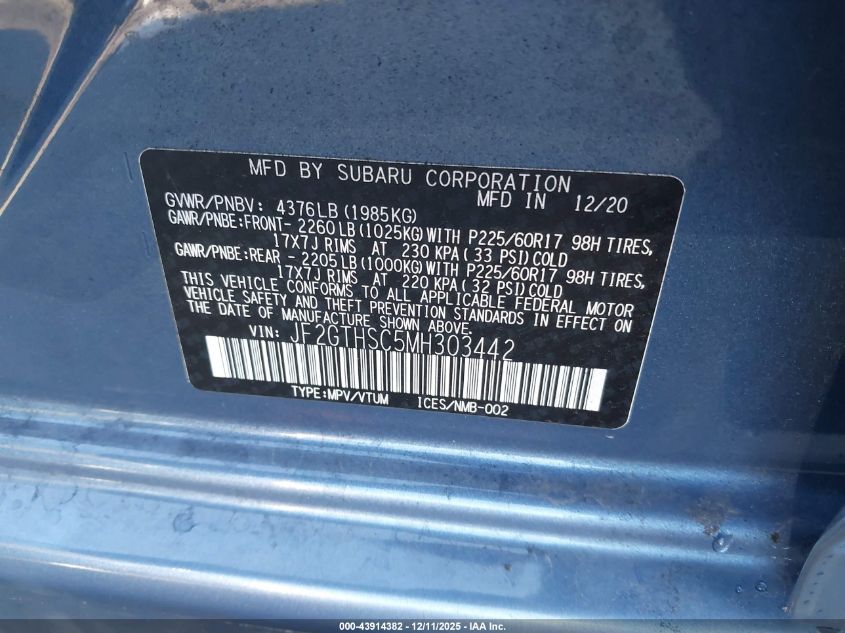 MFD BY SUBARU CORPORATION
MFD IN 12/20
GVWR/PNBV: 4376LB (1985KG)
GAWR/PNBE:FRONT- 2260LB (1025KG) WITH P225/60R17 98H TIRES,
17X7J RIMS AT 230 KPA ( 33 PSI) COLD
GAWR/PNBE:REAR - 2205LB (1000KG) WITH P225/60R17 98H TIRES,
17X7J RIMS AT 220 KPA ( 32 PSI) COLD
THIS VEHICLE CONFORMS TO ALL APPLICABLE FEDERAL MOTOR
VEHICLE SAFETY AND THEFT PREVENTION STANDARDS IN EFFECT ON
THE DATE OF MANUFACTURE SHOWN ABOVE.
VIN: JF2GTHSC5MH303442
TYPE:MPV/VTUM ICES/NMB-002
000-43914382 - 12/11/2025 - IAA Inc.